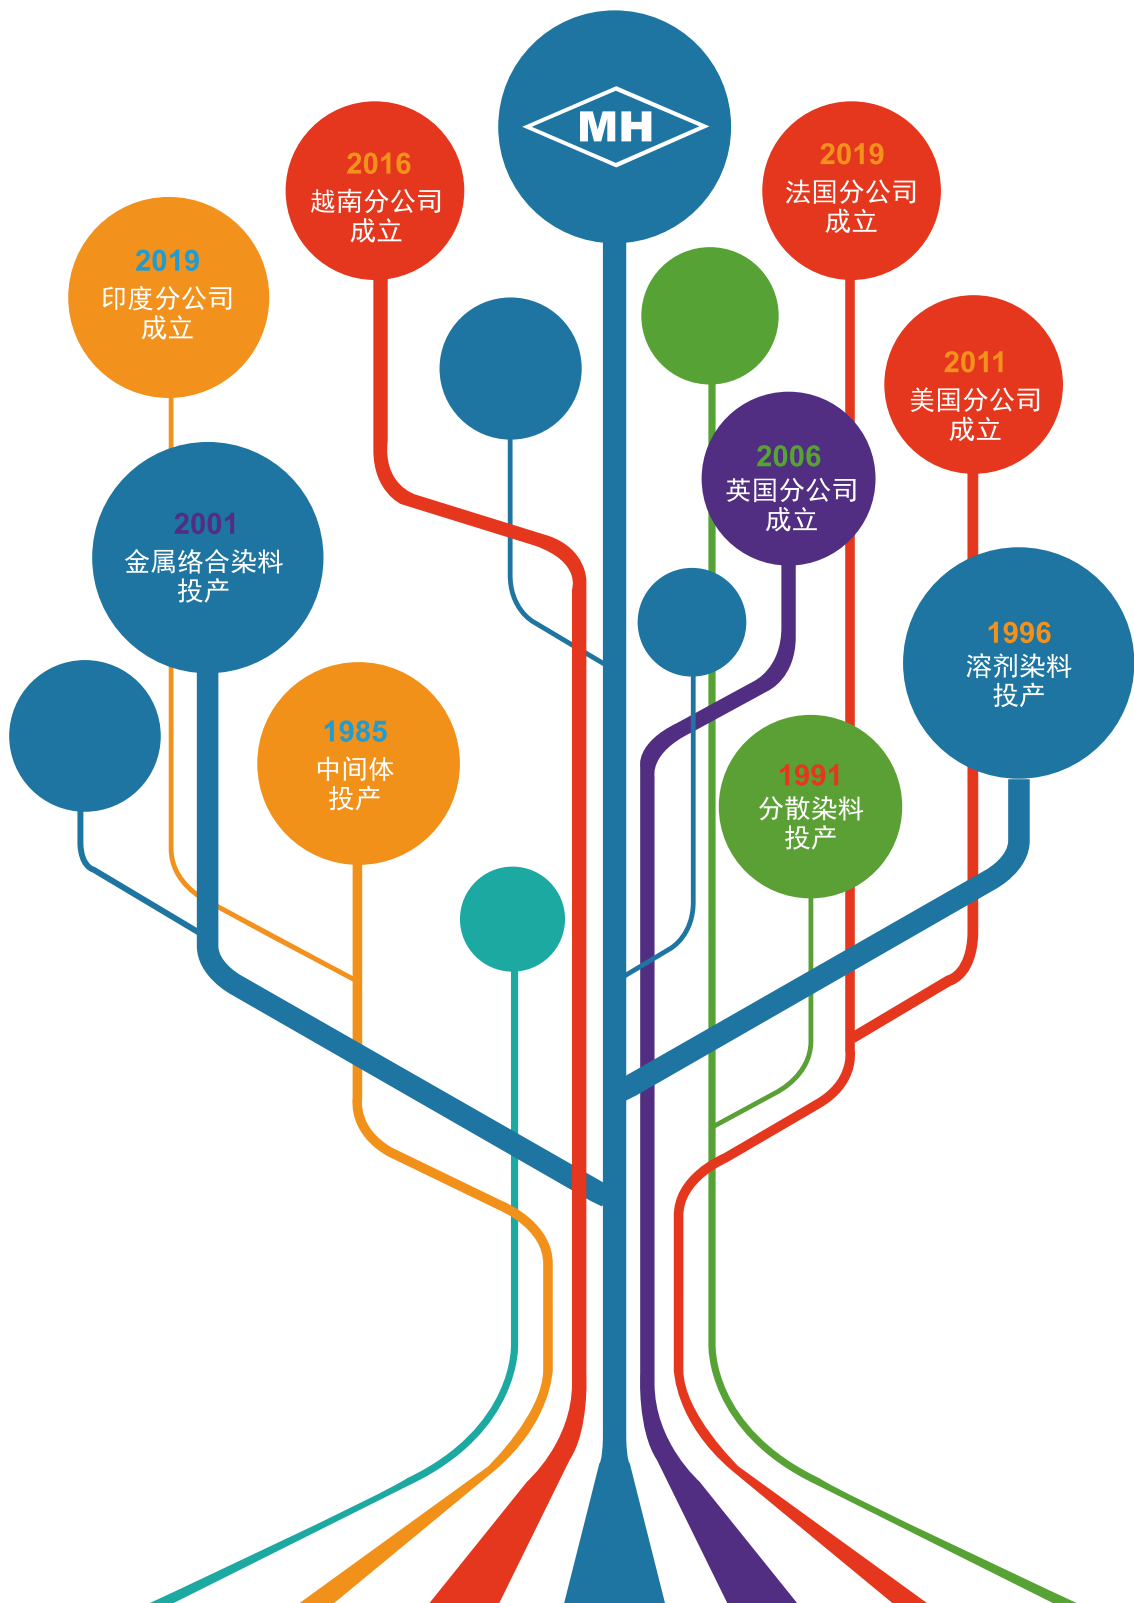 MH
2016
越南分公司
成立
2019
法国分公司
成立
2019
印度分公司
成立
2011
美国分公司
成立
2006
英国分公司
成立
2001
金属络合染料
投产
1996
溶剂染料
投产
1985
中间体
投产
1991
分散染料
投产